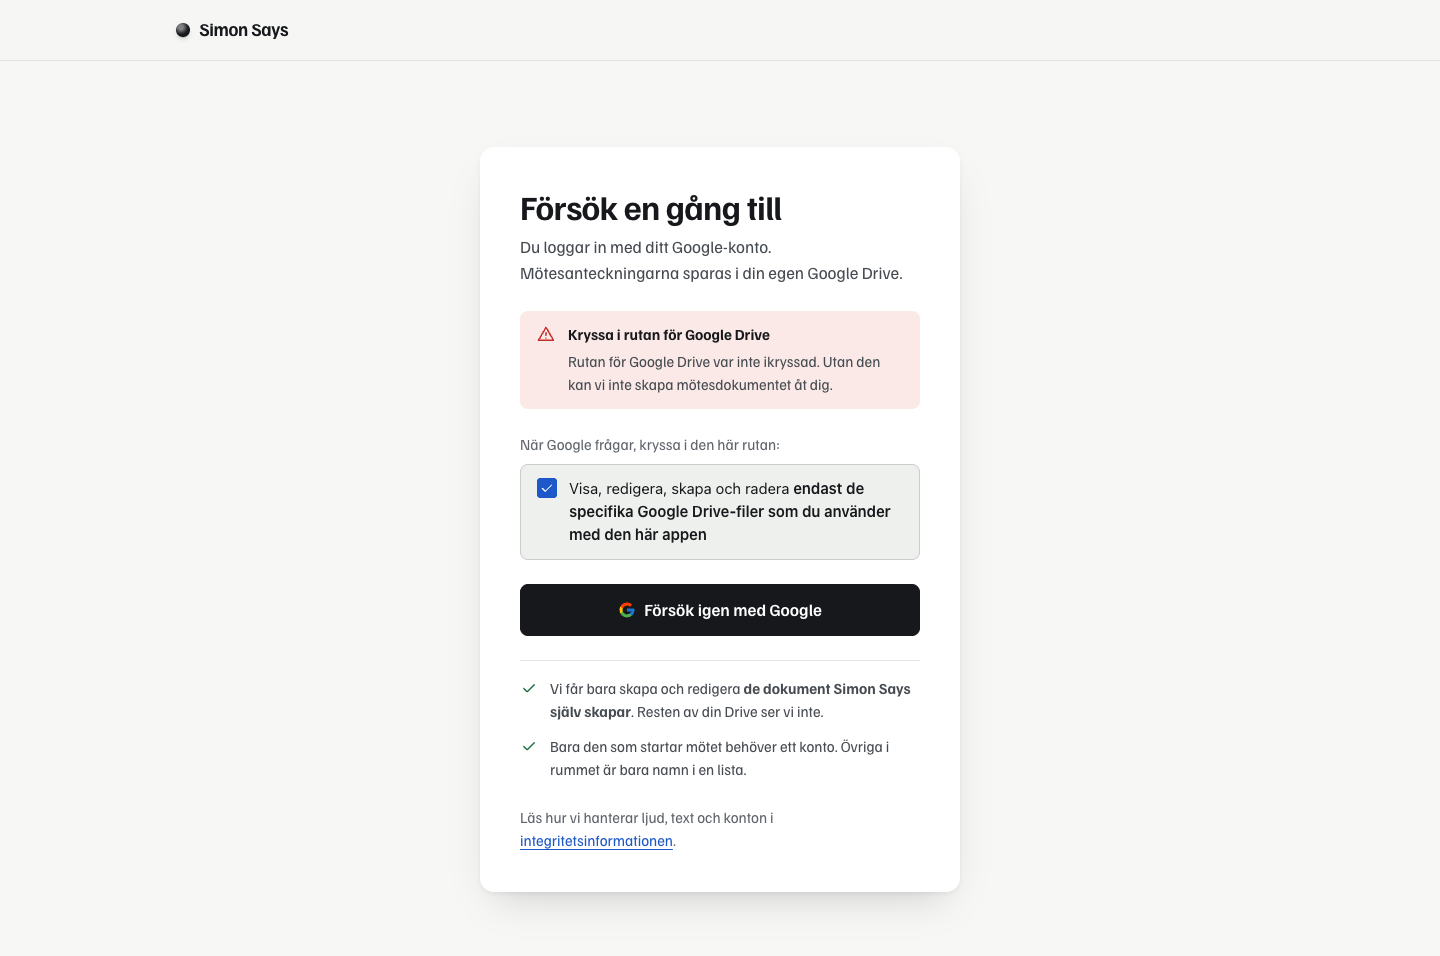 Simon Says
Försök en gång till
Du loggar in med ditt Google-konto.
Mötesanteckningarna sparas i din egen Google Drive.
Kryssa i rutan för Google Drive
Rutan för Google Drive var inte ikryssad. Utan den
kan vi inte skapa mötesdokumentet åt dig.
När Google frågar, kryssa i den här rutan:
Visa, redigera, skapa och radera endast de
specifika Google Drive-filer som du använder
med den här appen
Försök igen med Google
Vi får bara skapa och redigera de dokument Simon Says
själv skapar. Resten av din Drive ser vi inte.
Bara den som startar mötet behöver ett konto. Övriga i
rummet är bara namn i en lista.
Läs hur vi hanterar ljud, text och konton i
integritetsinformationen.